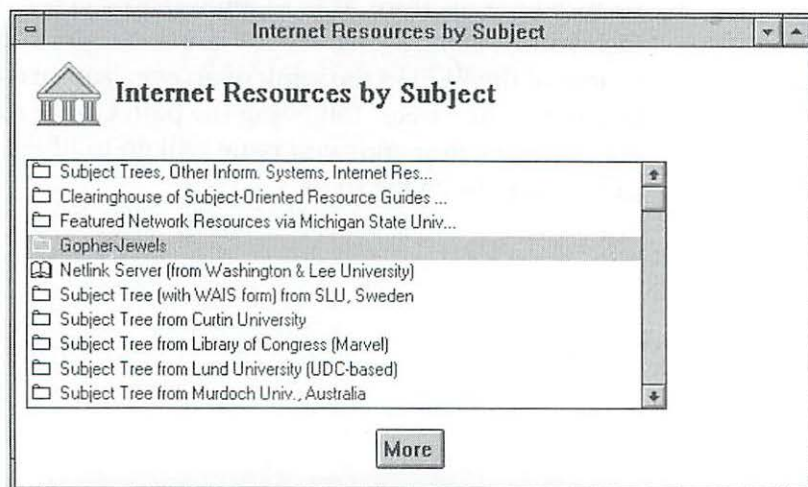 Internet Resources by Subject
Internet Resources by Subject
Subject Trees, Other Inform. Systems, Internet Res...
Clearinghouse of Subject-Oriented Resource Guides ...
Featured Network Resources via Michigan State Univ...
GopherJewels
Netlink Server (from Washington & Lee University)
Subject Tree (with WAIS form) from SLU, Sweden
Subject Tree from Curtin University
Subject Tree from Library of Congress (Marvel)
Subject Tree from Lund University (UDC-based)
Subject Tree from Murdoch Univ., Australia
More